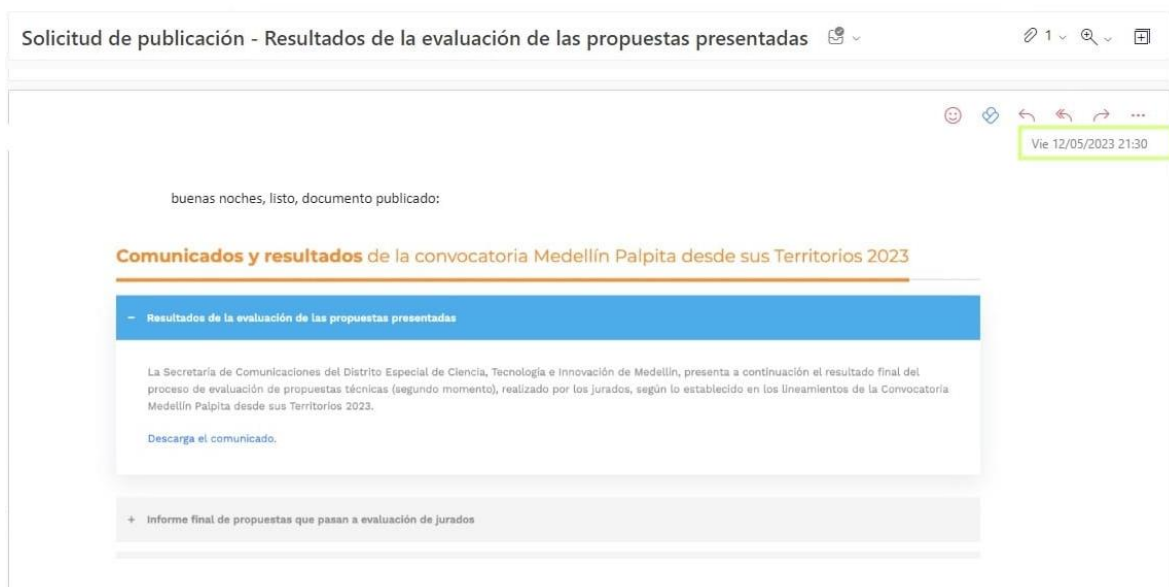 Solicitud de publicación - Resultados de la evaluación de las propuestas presentadas
1
Vie 12/05/2023 21:30
buenas noches, listo, documento publicado:
Comunicados y resultados de la convocatoria Medellín Palpita desde sus Territorios 2023
− Resultados de la evaluación de las propuestas presentadas
La Secretaría de Comunicaciones del Distrito Especial de Ciencia, Tecnología e Innovación de Medellín, presenta a continuación el resultado final del
proceso de evaluación de propuestas técnicas (segundo momento), realizado por los jurados, según lo establecido en los lineamientos de la Convocatoria
Medellín Palpita desde sus Territorios 2023.
Descarga el comunicado.
+ Informe final de propuestas que pasan a evaluación de jurados